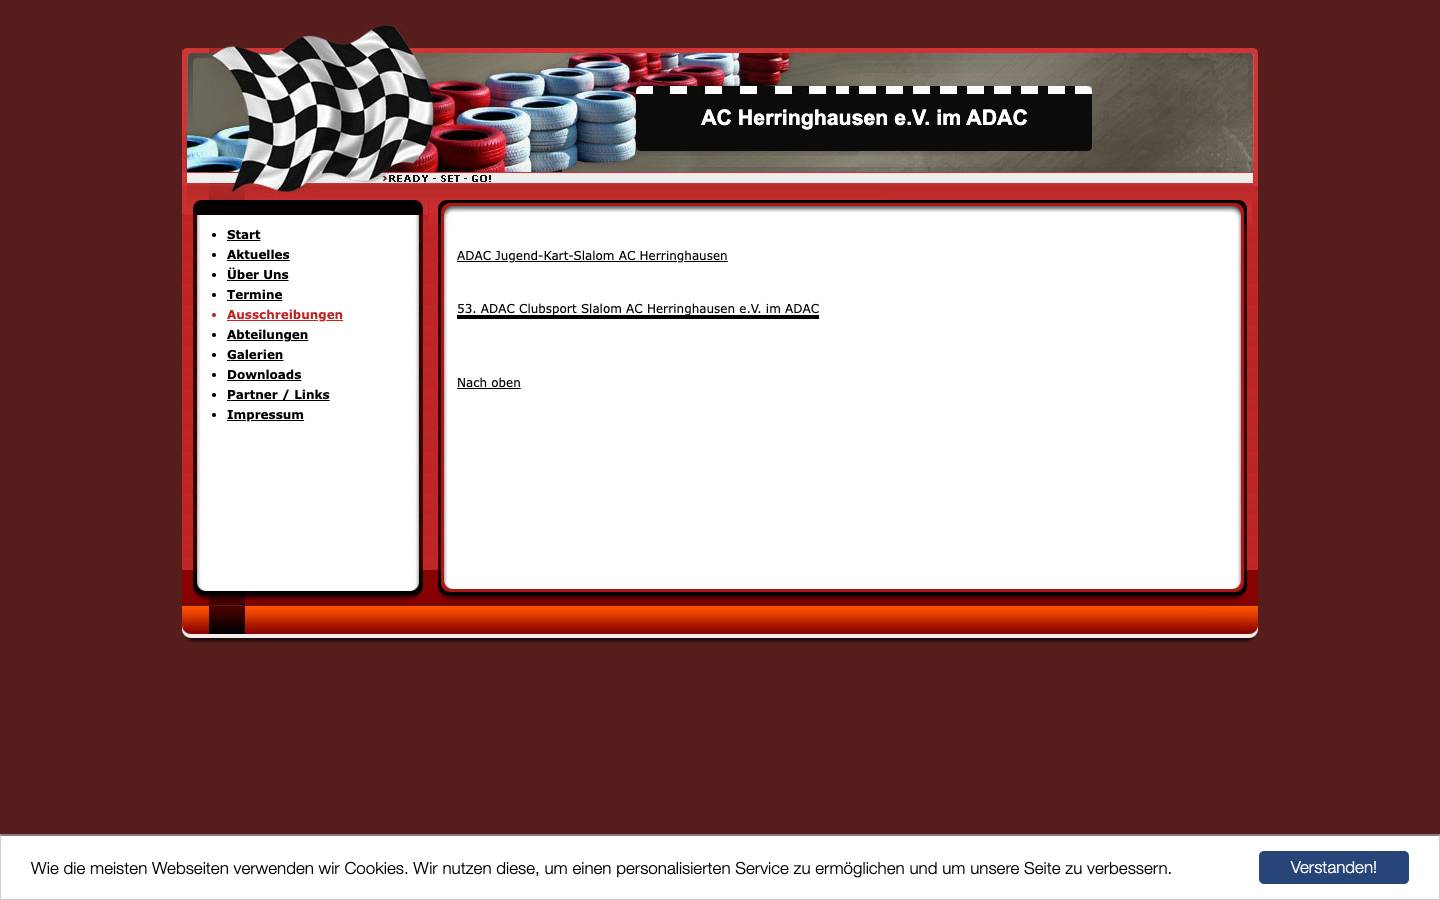 AC Herringhausen e.V. im ADAC
>READY - SET - GO!
Start
Aktuelles
Über Uns
Termine
Ausschreibungen
Abteilungen
Galerien
Downloads
Partner / Links
Impressum
ADAC Jugend-Kart-Slalom AC Herringhausen
53. ADAC Clubsport Slalom AC Herringhausen e.V. im ADAC
Nach oben
Wie die meisten Webseiten verwenden wir Cookies. Wir nutzen diese, um einen personalisierten Service zu ermöglichen und um unsere Seite zu verbessern.
Verstanden!